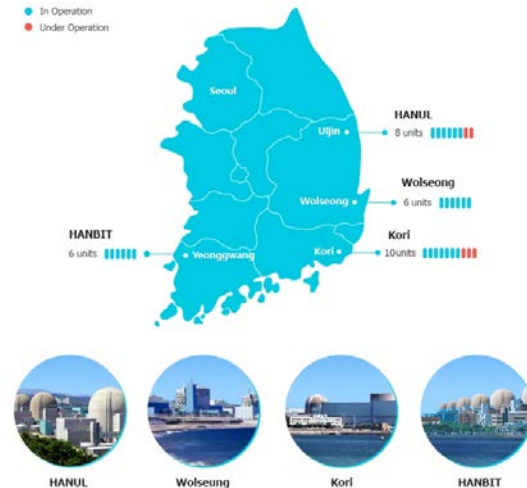 In Operation
Under Operation
Seoul
HANUL
Uljin
8 units
Wolseong
Wolseong
6 units
HANBIT
Kori
6 units
Yeonggwang
Kori
10units
HANUL
Wolseung
Kori
HANBIT